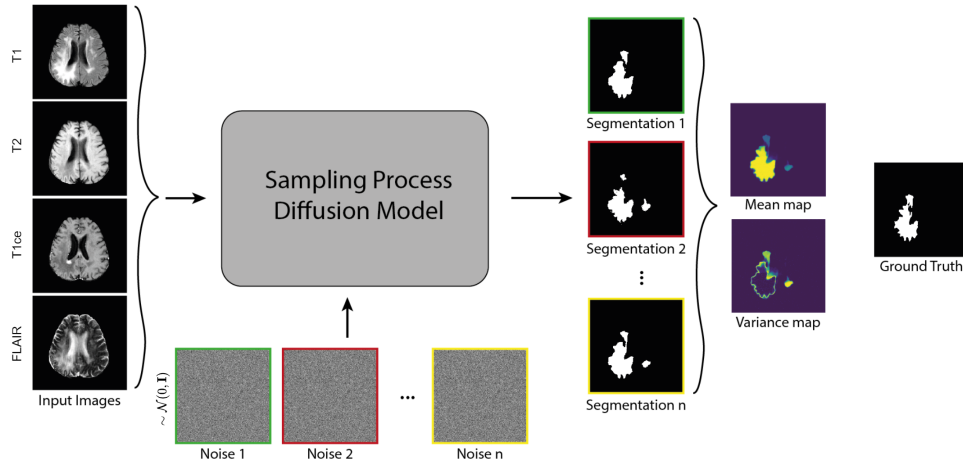 T1
T2
T1ce
FLAIR
Input Images
Sampling Process
Diffusion Model
~ 𝒩(0, I)
Noise 1
Noise 2
...
Noise n
Segmentation 1
Segmentation 2
⋮
Segmentation n
Mean map
Variance map
Ground Truth